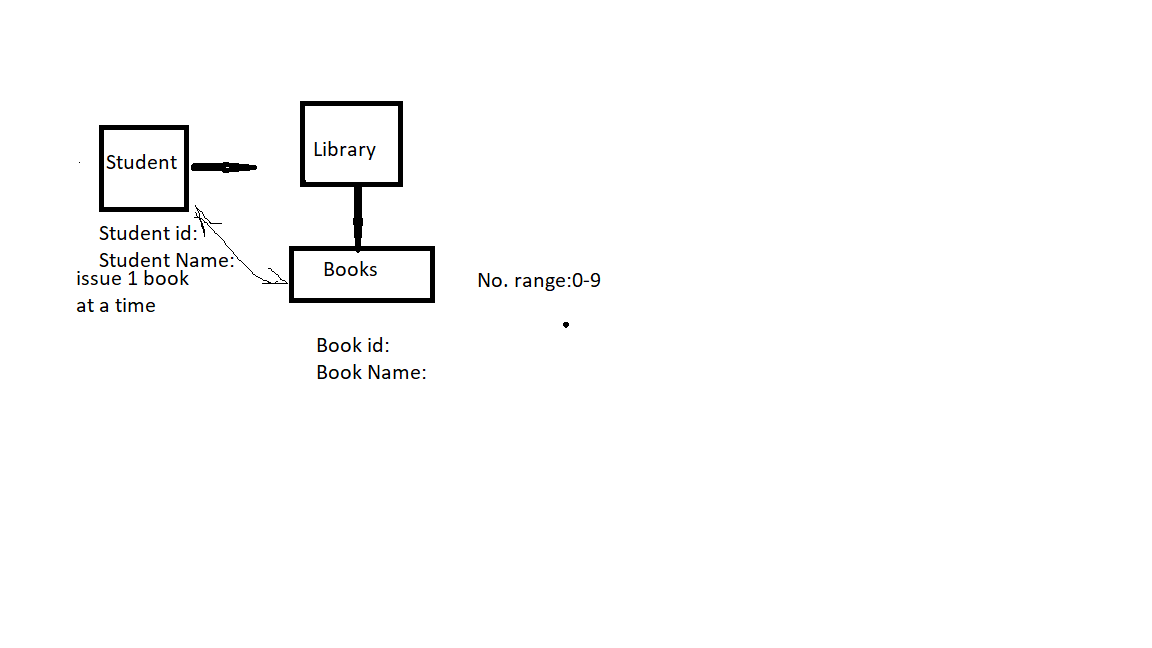 Student
Library
Student id:
Student Name:
issue 1 book
at a time
Books
No. range:0-9
Book id:
Book Name: